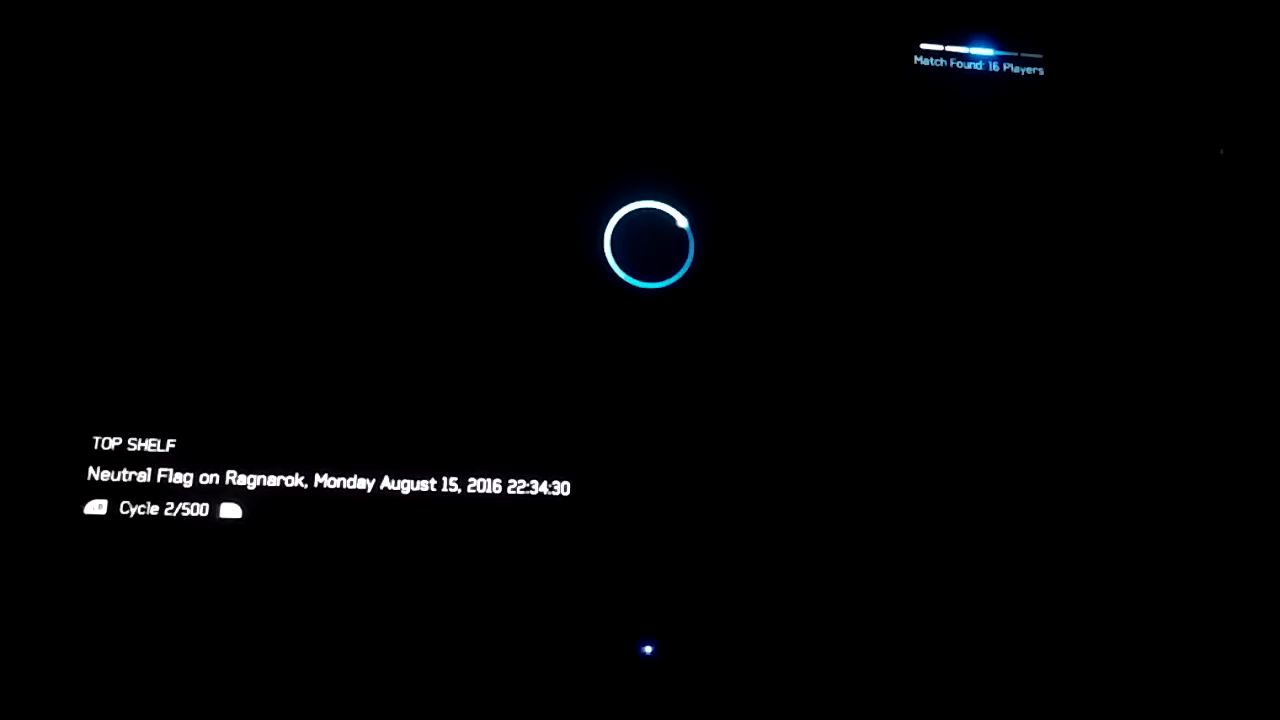 Match Found: 16 Players
TOP SHELF
Neutral Flag on Ragnarok, Monday August 15, 2016 22:34:30
Cycle 2/500